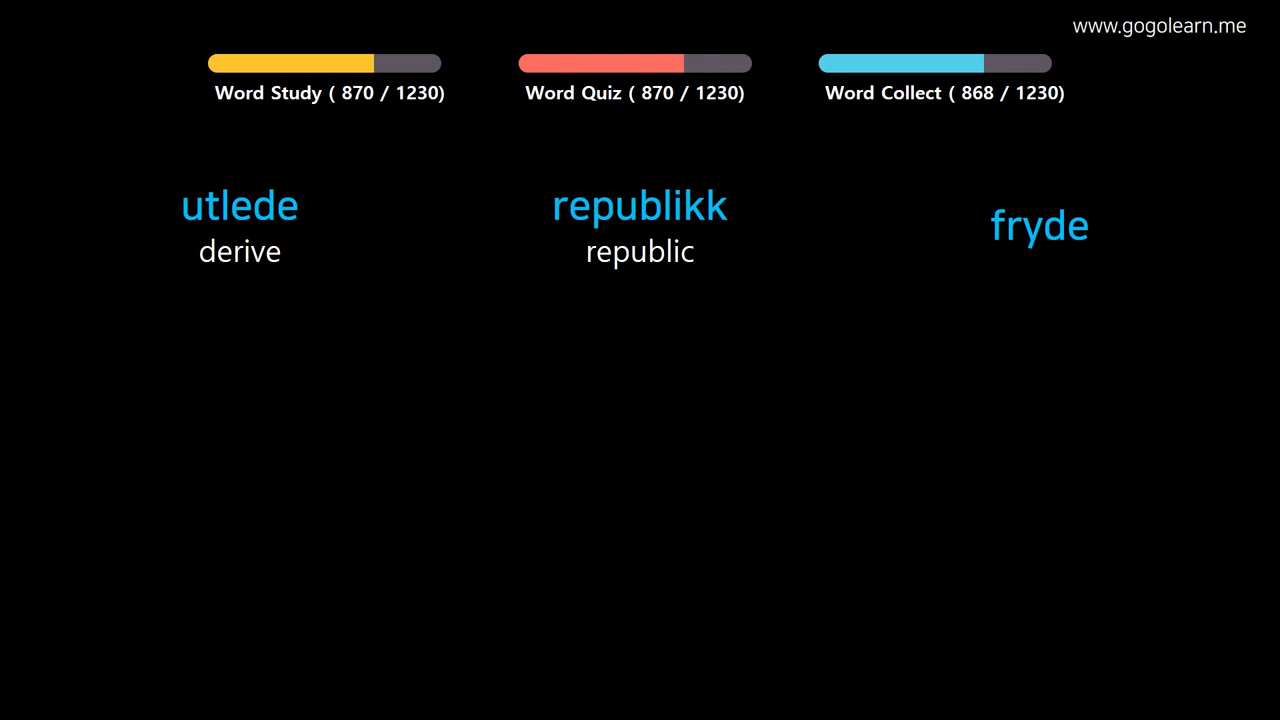 www.gogolearn.me
Word Study ( 870 / 1230)
Word Quiz ( 870 / 1230)
Word Collect ( 868 / 1230)
utlede
derive
republikk
republic
fryde